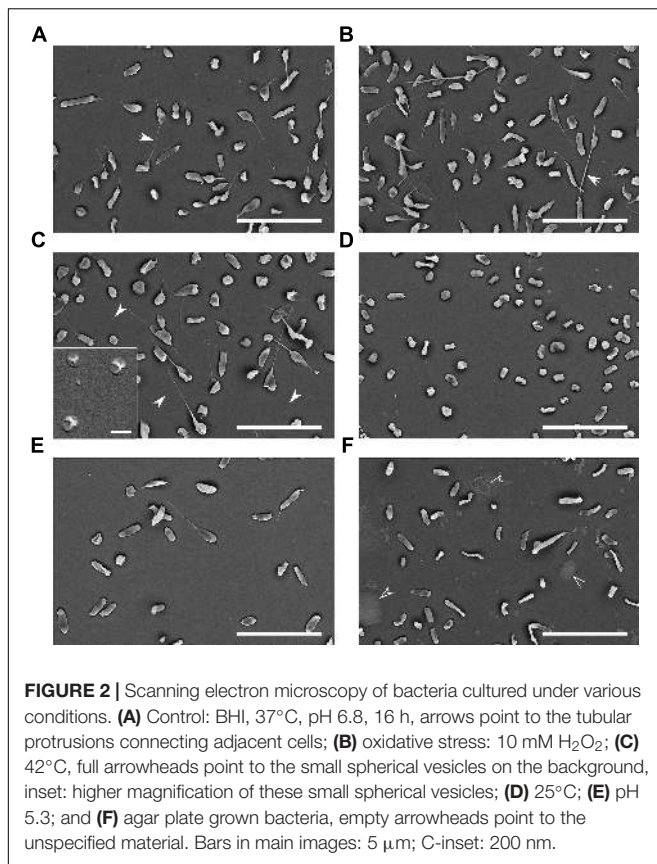 A
B
C
D
E
F
FIGURE 2 | Scanning electron microscopy of bacteria cultured under various
conditions. (A) Control: BHI, 37°C, pH 6.8, 16 h, arrows point to the tubular
protrusions connecting adjacent cells; (B) oxidative stress: 10 mM H₂O₂; (C)
42°C, full arrowheads point to the small spherical vesicles on the background,
inset: higher magnification of these small spherical vesicles; (D) 25°C; (E) pH
5.3; and (F) agar plate grown bacteria, empty arrowheads point to the
unspecified material. Bars in main images: 5 μm; C-inset: 200 nm.